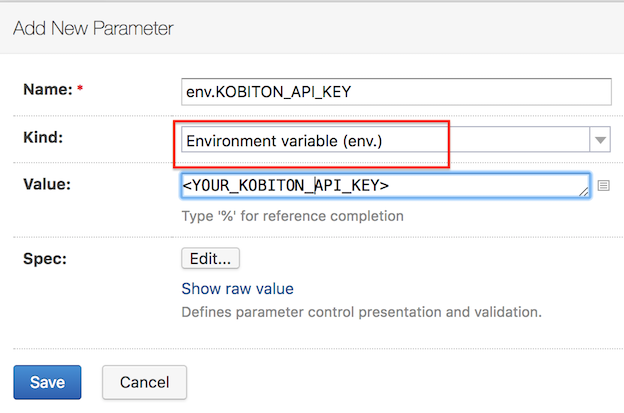 Add New Parameter
Name: * env.KOBITON_API_KEY
Kind: Environment variable (env.)
Value: <YOUR_KOBITON_API_KEY>
Type '%' for reference completion
Spec: Edit...
Show raw value
Defines parameter control presentation and validation.
Save Cancel